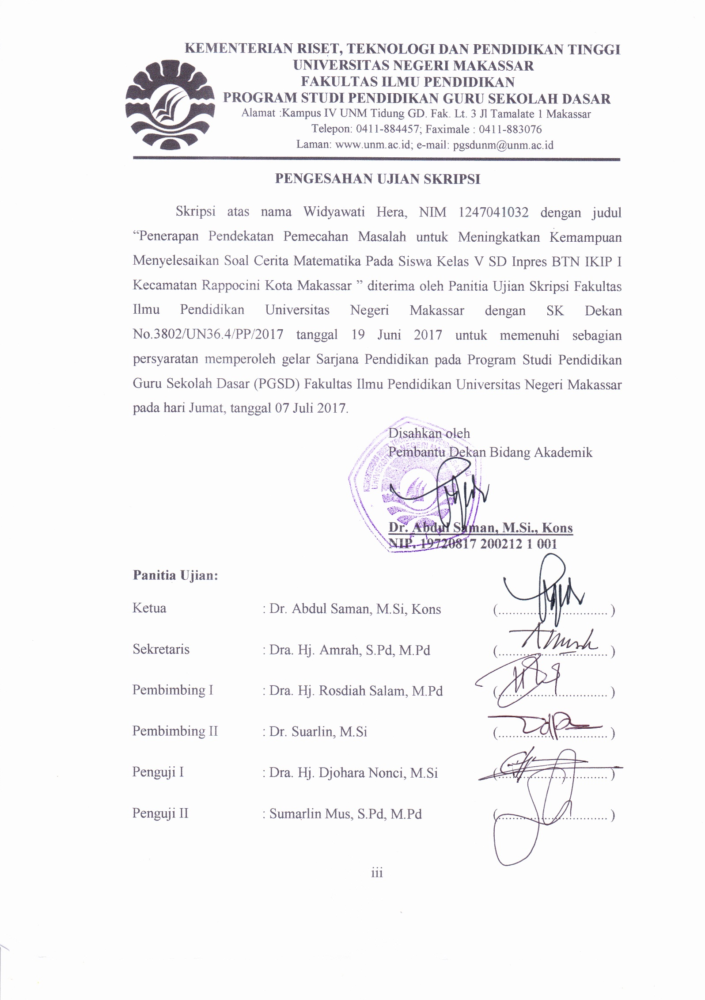 KEMENTERIAN RISET, TEKNOLOGI DAN PENDIDIKAN TINGGI
UNIVERSITAS NEGERI MAKASSAR
FAKULTAS ILMU PENDIDIKAN
PROGRAM STUDI PENDIDIKAN GURU SEKOLAH DASAR
Alamat :Kampus IV UNM Tidung GD. Fak. Lt. 3 Jl Tamalate 1 Makassar
Telepon: 0411-884457; Faximale : 0411-883076
Laman: www.unm.ac.id; e-mail: pgsdunm@unm.ac.id
PENGESAHAN UJIAN SKRIPSI
Skripsi atas nama Widyawati Hera, NIM 1247041032 dengan judul
“Penerapan Pendekatan Pemecahan Masalah untuk Meningkatkan Kemampuan
Menyelesaikan Soal Cerita Matematika Pada Siswa Kelas V SD Inpres BTN IKIP I
Kecamatan Rappocini Kota Makassar ” diterima oleh Panitia Ujian Skripsi Fakultas
Ilmu Pendidikan Universitas Negeri Makassar dengan SK Dekan
No.3802/UN36.4/PP/2017 tanggal 19 Juni 2017 untuk memenuhi sebagian
persyaratan memperoleh gelar Sarjana Pendidikan pada Program Studi Pendidikan
Guru Sekolah Dasar (PGSD) Fakultas Ilmu Pendidikan Universitas Negeri Makassar
pada hari Jumat, tanggal 07 Juli 2017.
Disahkan oleh
Pembantu Dekan Bidang Akademik
Dr. Abdul Saman, M.Si., Kons
NIP. 19720817 200212 1 001
Panitia Ujian:
Ketua : Dr. Abdul Saman, M.Si, Kons (.............................. )
Sekretaris : Dra. Hj. Amrah, S.Pd, M.Pd (.............................. )
Pembimbing I : Dra. Hj. Rosdiah Salam, M.Pd (.............................. )
Pembimbing II : Dr. Suarlin, M.Si (.............................. )
Penguji I : Dra. Hj. Djohara Nonci, M.Si (.............................. )
Penguji II : Sumarlin Mus, S.Pd, M.Pd (.............................. )
iii